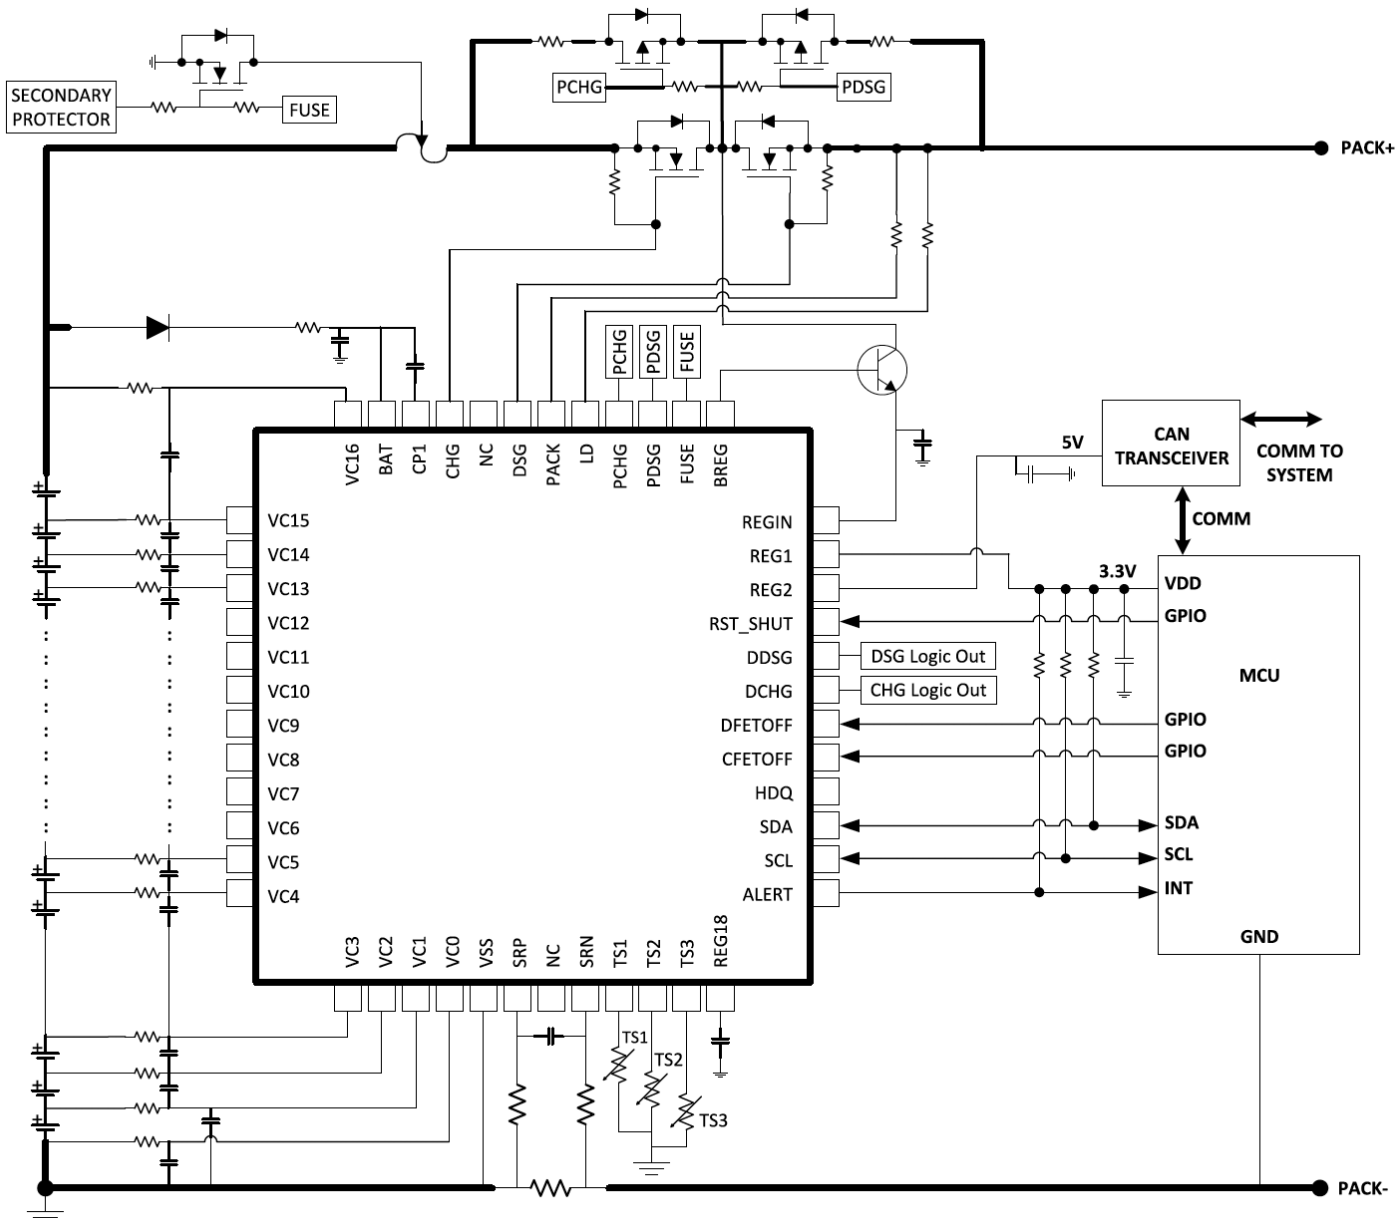 PCHG
PDSG
SECONDARY
PROTECTOR
FUSE
PACK+
PCHG
PDSG
FUSE
VC16
BAT
CP1
CHG
NC
DSG
PACK
LD
PCHG
PDSG
FUSE
BREG
5V
CAN
TRANSCEIVER
COMM TO
SYSTEM
COMM
VC15
VC14
VC13
VC12
VC11
VC10
VC9
VC8
VC7
VC6
VC5
VC4
REGIN
REG1
REG2
RST_SHUT
DDSG
DCHG
DFETOFF
CFETOFF
HDQ
SDA
SCL
ALERT
DSG Logic Out
CHG Logic Out
3.3V
VDD
GPIO
MCU
GPIO
GPIO
SDA
SCL
INT
GND
VC3
VC2
VC1
VC0
VSS
SRP
NC
SRN
TS1
TS2
TS3
REG18
TS1
TS2
TS3
PACK-
+
+
+
+
+
+
+
+
+